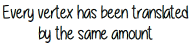 Every vertex has been translated
by the same amount